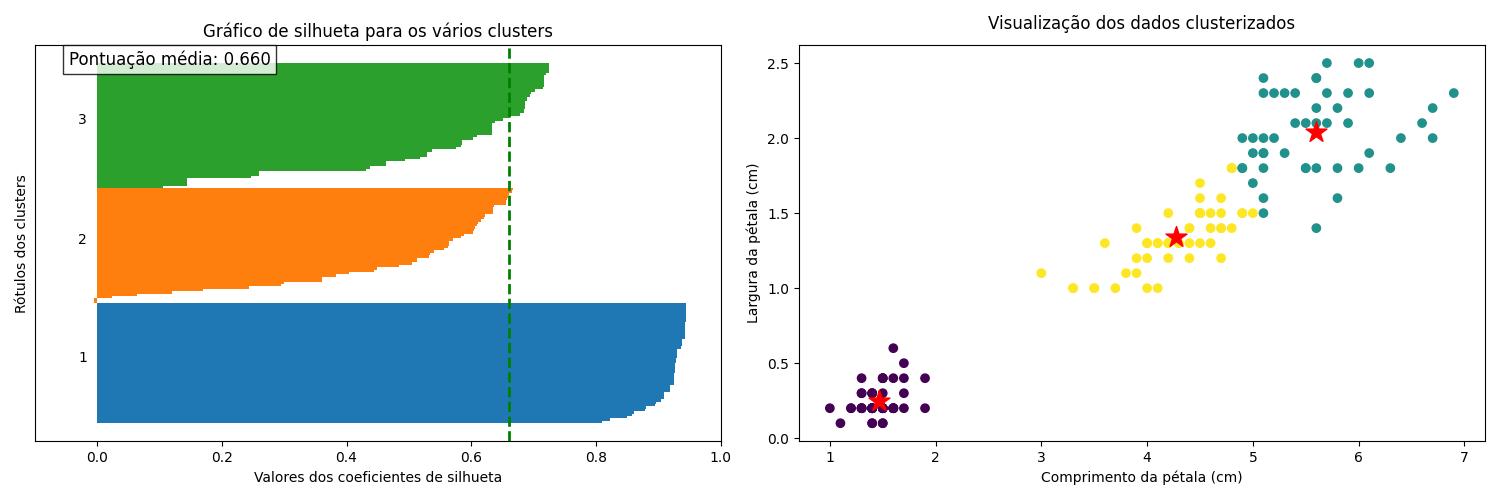 Gráfico de silhueta para os vários clusters
Pontuação média: 0.660
3
2
1
Rótulos dos clusters
0.0 0.2 0.4 0.6 0.8 1.0
Valores dos coeficientes de silhueta
Visualização dos dados clusterizados
2.5
2.0
1.5
1.0
0.5
0.0
Largura da pétala (cm)
1 2 3 4 5 6 7
Comprimento da pétala (cm)